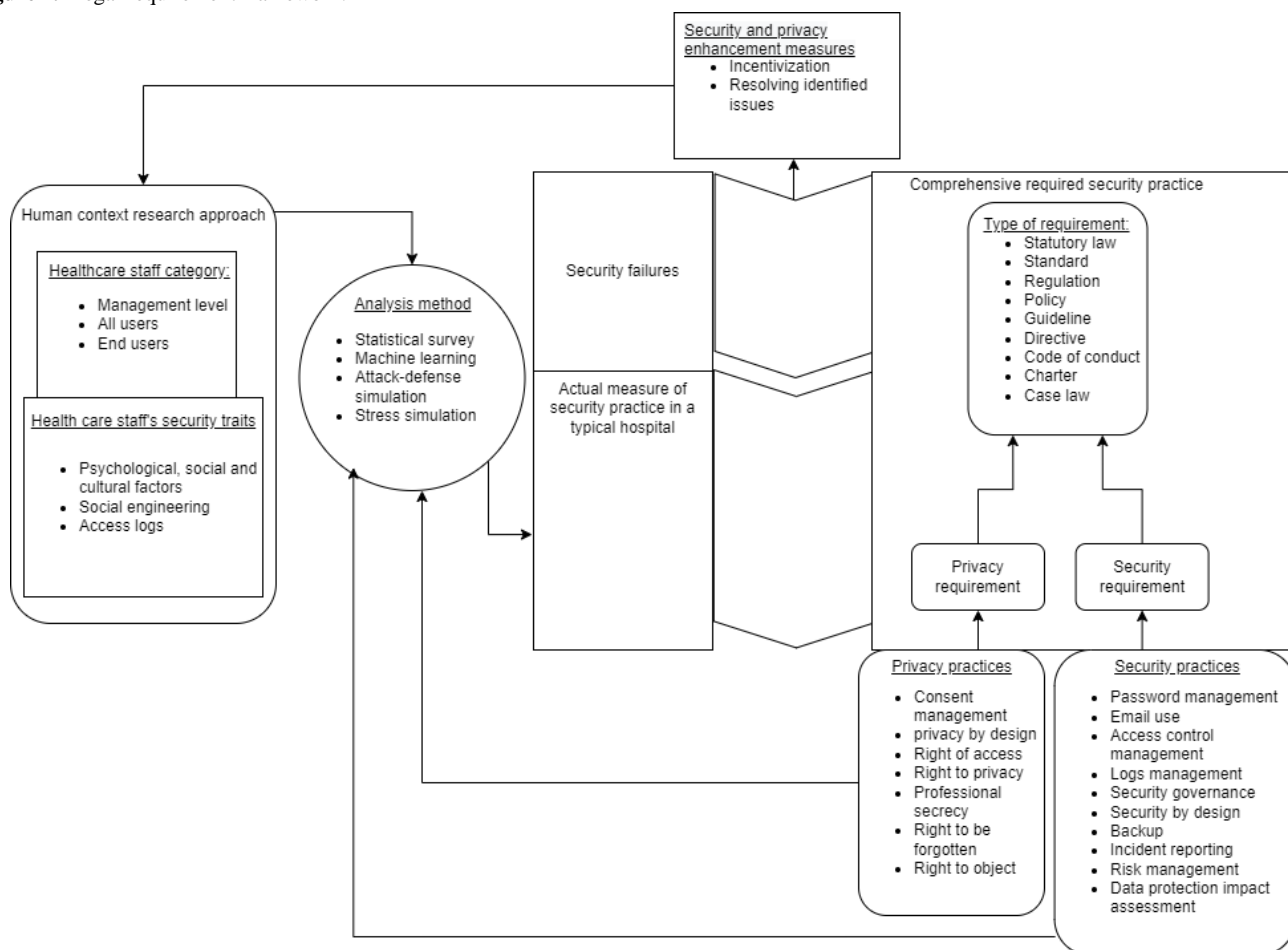 Security and privacy
enhancement measures
Incentivization
Resolving identified
issues
Human context research approach
Healthcare staff category:
Management level
All users
End users
Health care staff's security traits
Psychological, social and
cultural factors
Social engineering
Access logs
Analysis method
Statistical survey
Machine learning
Attack-defense
simulation
Stress simulation
Security failures
Actual measure of
security practice in a
typical hospital
Comprehensive required security practice
Type of requirement:
Statutory law
Standard
Regulation
Policy
Guideline
Directive
Code of conduct
Charter
Case law
Privacy
requirement
Security
requirement
Privacy practices
Consent
management
privacy by design
Right of access
Right to privacy
Professional
secrecy
Right to be
forgotten
Right to object
Security practices
Password management
Email use
Access control
management
Logs management
Security governance
Security by design
Backup
Incident reporting
Risk management
Data protection impact
assessment